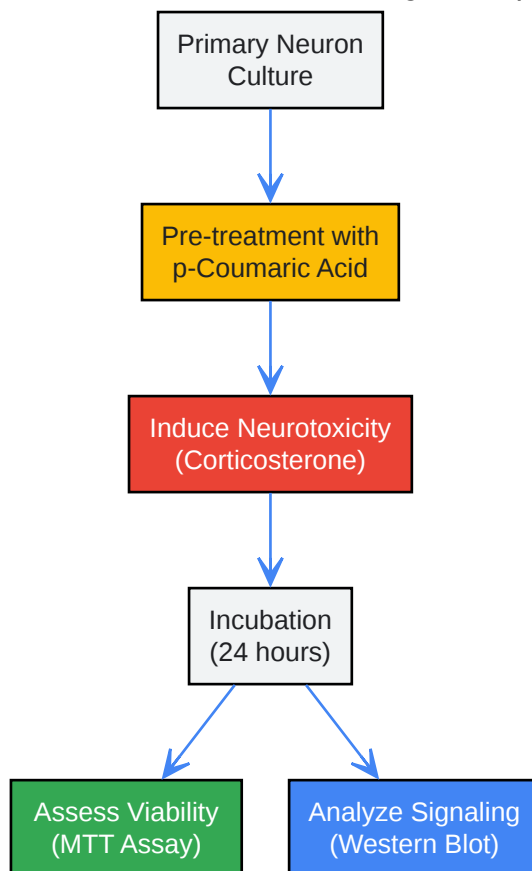 Primary Neuron
Culture
Pre-treatment with
p-Coumaric Acid
Induce Neurotoxicity
(Corticosterone)
Incubation
(24 hours)
Assess Viability
(MTT Assay)
Analyze Signaling
(Western Blot)